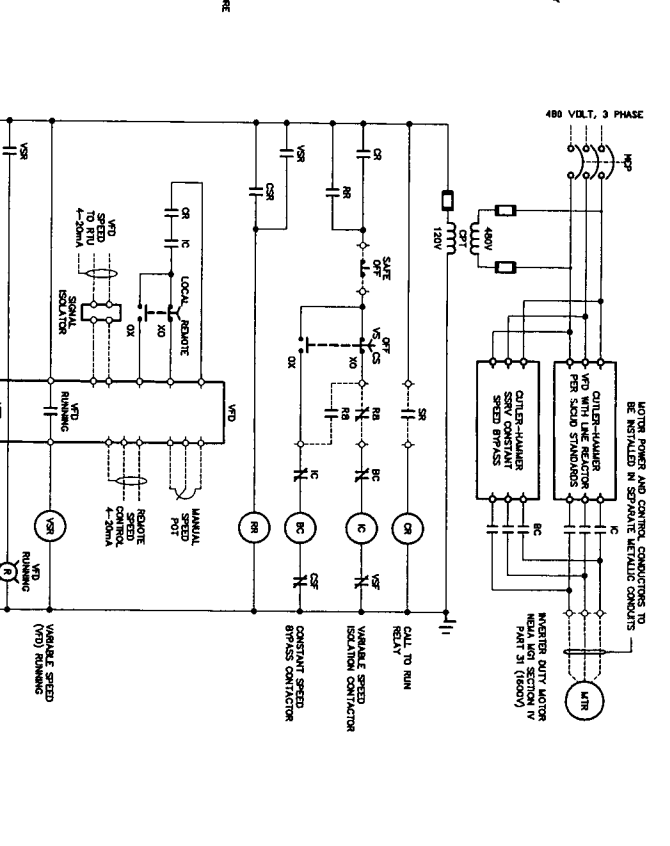 480 VOLT, 3 PHASE
MCP
MOTOR POWER AND CONTROL CONDUCTORS TO
BE INSTALLED IN SEPARATE METALLIC CONDUITS
CUTLER-HAMMER
VFD WITH LINE REACTOR
PER SJCUD STANDARDS
IC
CUTLER-HAMMER
SSRV CONSTANT
SPEED BYPASS
BC
MTR
INVERTER DUTY MOTOR
NEMA MG1 SECTION IV
PART 31 (1600V)
480V
CPT
120V
SR
CR
CALL TO RUN
RELAY
CR
RR
SAFE
OFF
OFF
VS
CS
XO
OX
R8
BC
IC
VSF
VARIABLE SPEED
ISOLATION CONTACTOR
R8
IC
BC
CSF
CONSTANT SPEED
BYPASS CONTACTOR
VSR
CSR
RR
CR
IC
LOCAL
REMOTE
XO
OX
VFD
MANUAL
SPEED
POT
REMOTE
SPEED
CONTROL
4-20mA
SIGNAL
ISOLATOR
VFD
SPEED
TO RTU
4-20mA
VFD
RUNNING
VSR
VARIABLE SPEED
(VFD) RUNNING
VSR
R
VFD
RUNNING
RE